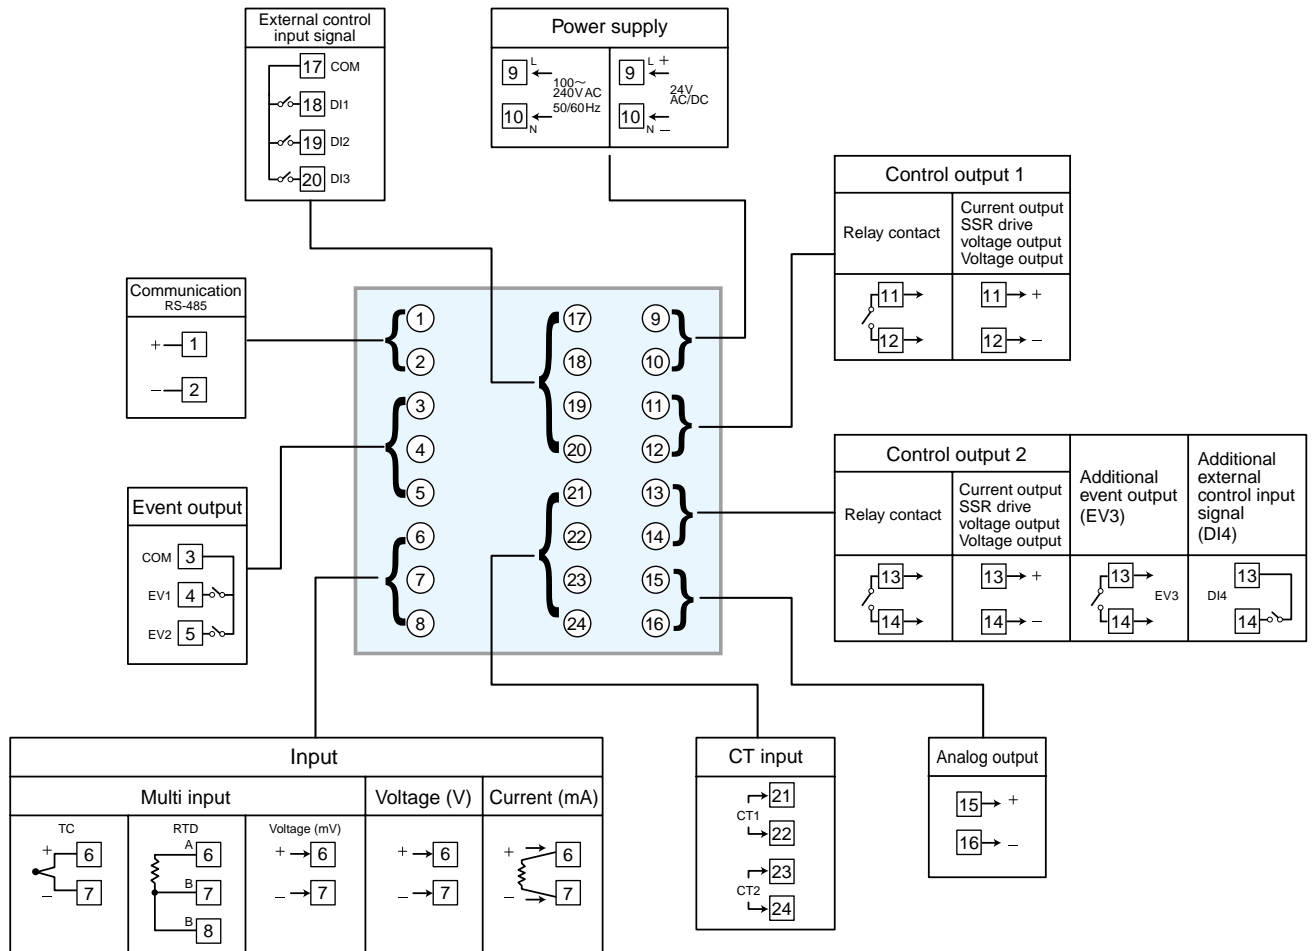 External control
input signal
17 COM
18 DI1
19 DI2
20 DI3
Power supply
9 L
100～
240V AC
50/60Hz
10 N
9 L +
24V
AC/DC
10 N −
Control output 1
Relay contact
Current output
SSR drive
voltage output
Voltage output
11
12
11 +
12 −
Communication
RS-485
+ 1
− 2
1
2
3
4
5
6
7
8
17
18
19
20
21
22
23
24
9
10
11
12
13
14
15
16
Event output
COM 3
EV1 4
EV2 5
Control output 2
Relay contact
Current output
SSR drive
voltage output
Voltage output
Additional
event output
(EV3)
Additional
external
control input
signal
(DI4)
13
14
13 +
14 −
13
EV3
14
13
DI4
14
Input
Multi input
Voltage (V)
Current (mA)
TC
+ 6
− 7
RTD
A 6
B 7
B 8
Voltage (mV)
+ 6
− 7
+ 6
− 7
+ 6
− 7
CT input
21
CT1
22
23
CT2
24
Analog output
15 +
16 −